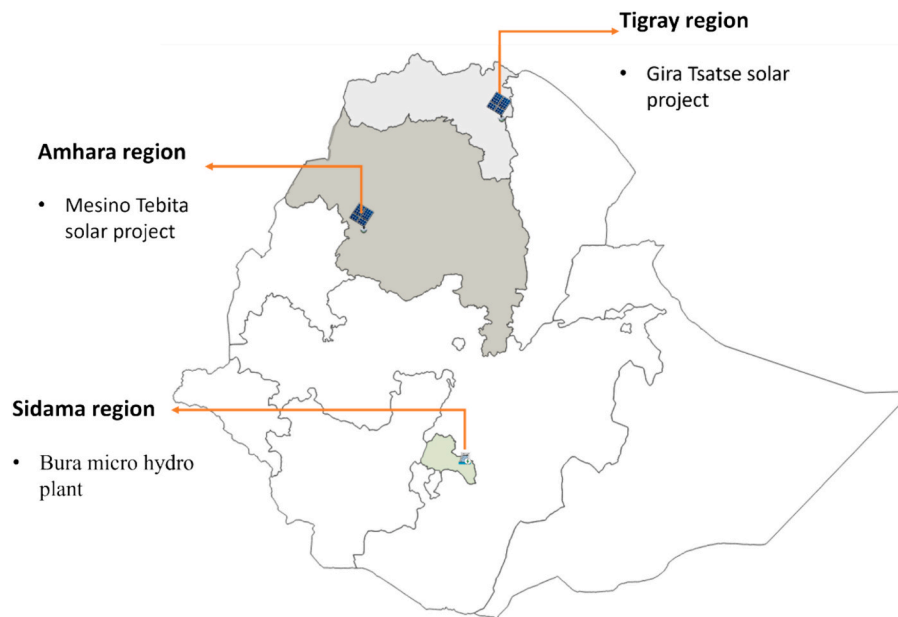 Tigray region
• Gira Tsatse solar
project
Amhara region
• Mesino Tebita
solar project
Sidama region
• Bura micro hydro
plant